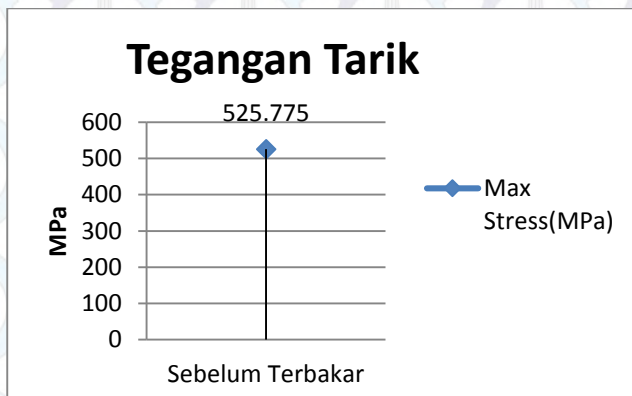 Tegangan Tarik
525.775
600
500
400
300
200
100
0
MPa
Sebelum Terbakar
Max
Stress(MPa)